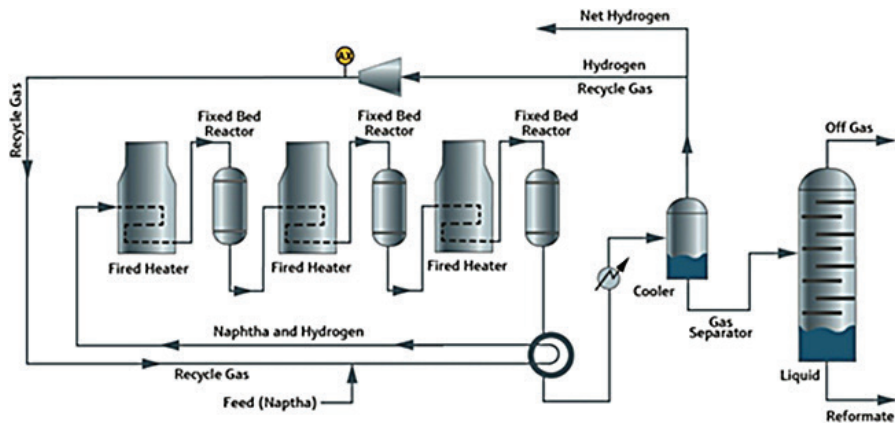 Net Hydrogen
AX
Hydrogen
Recycle Gas
Recycle Gas
Fixed Bed
Reactor
Fixed Bed
Reactor
Fixed Bed
Reactor
Off Gas
Fired Heater
Fired Heater
Fired Heater
Cooler
Gas
Separator
Naphtha and Hydrogen
Recycle Gas
Liquid
Feed (Naptha)
Reformate